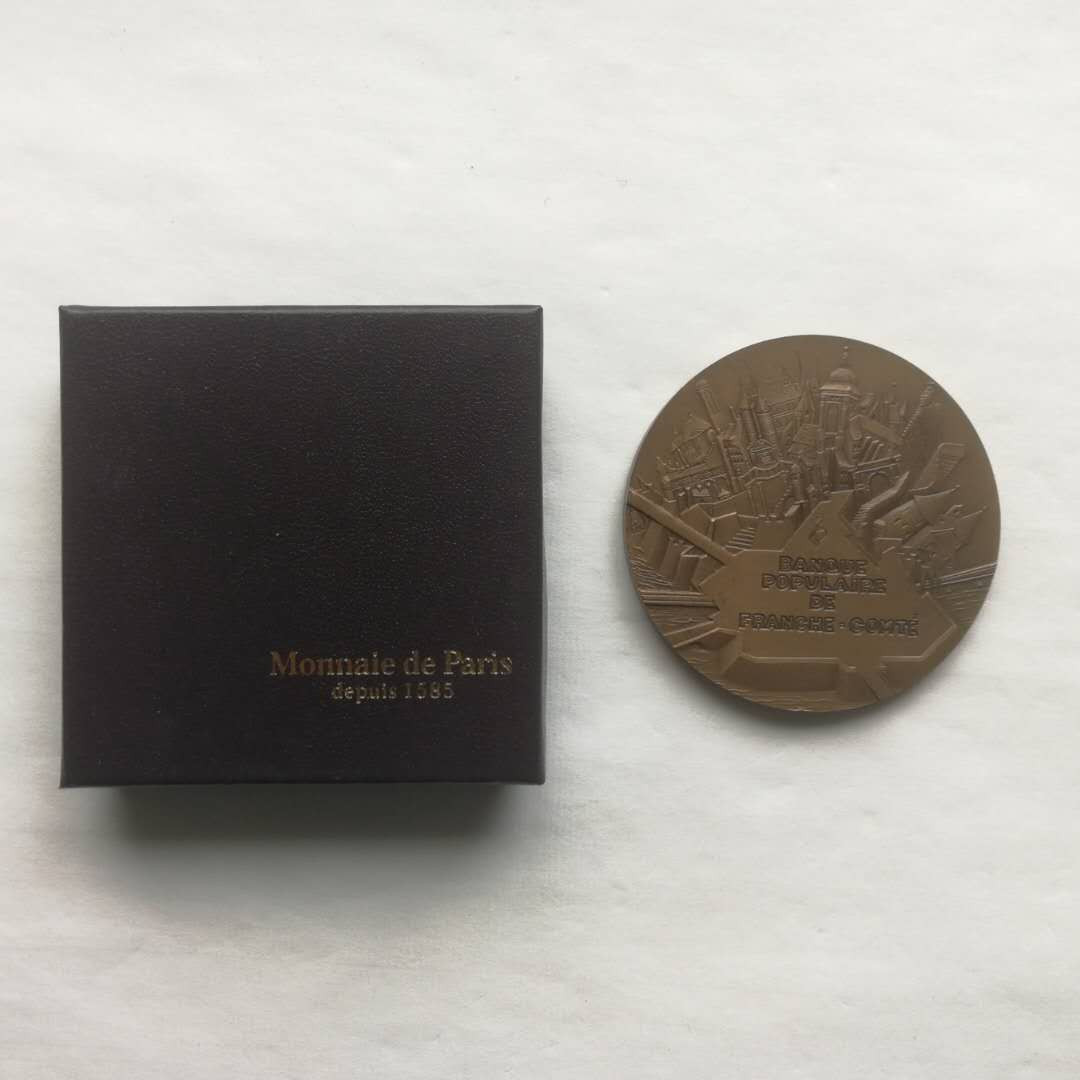 Monnaie de Paris
depuis 1585
BANQUE
POPULAIRE
DE
FRANCHE-COMTÉ